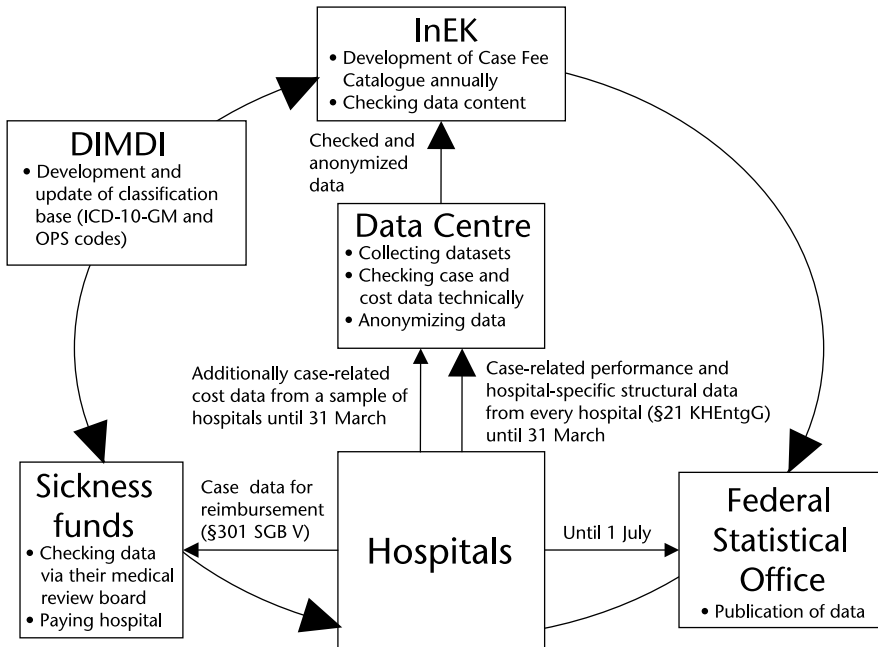 InEK
• Development of Case Fee
Catalogue annually
• Checking data content
DIMDI
• Development and
update of classification
base (ICD-10-GM and
OPS codes)
Checked and
anonymized
data
Data Centre
• Collecting datasets
• Checking case and
cost data technically
• Anonymizing data
Additionally case-related
cost data from a sample of
hospitals until 31 March
Case-related performance and
hospital-specific structural data
from every hospital (§21 KHEntgG)
until 31 March
Sickness
funds
• Checking data
via their medical
review board
• Paying hospital
Case data for
reimbursement
(§301 SGB V)
Hospitals
Until 1 July
Federal
Statistical
Office
• Publication of data